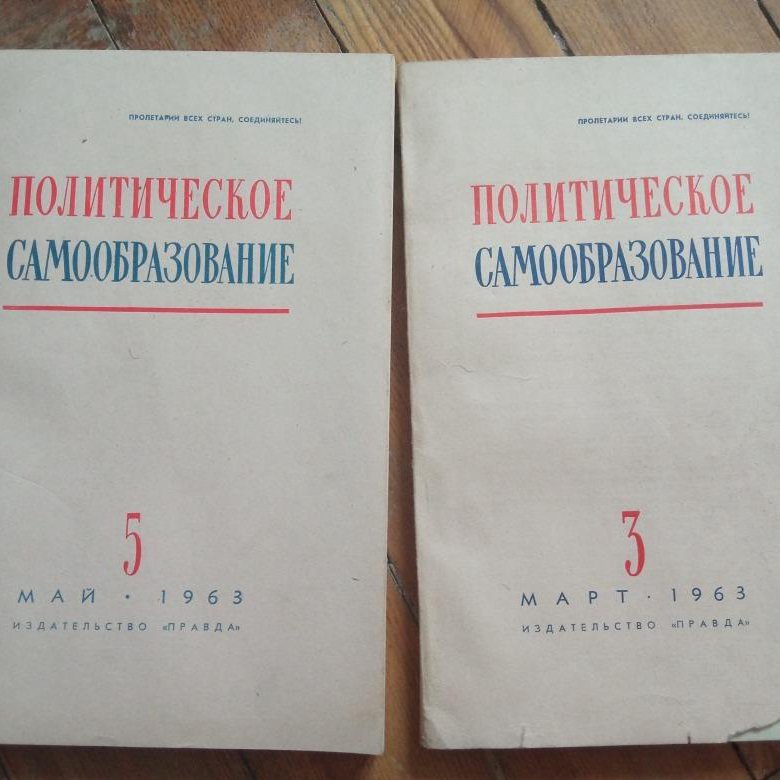 ПРОЛЕТАРИИ ВСЕХ СТРАН, СОЕДИНЯЙТЕСЬ!
ПОЛИТИЧЕСКОЕ
САМООБРАЗОВАНИЕ
5
МАЙ • 1963
ИЗДАТЕЛЬСТВО «ПРАВДА»
ПРОЛЕТАРИИ ВСЕХ СТРАН, СОЕДИНЯЙТЕСЬ!
ПОЛИТИЧЕСКОЕ
САМООБРАЗОВАНИЕ
3
МАРТ · 1963
ИЗДАТЕЛЬСТВО «ПРАВДА»